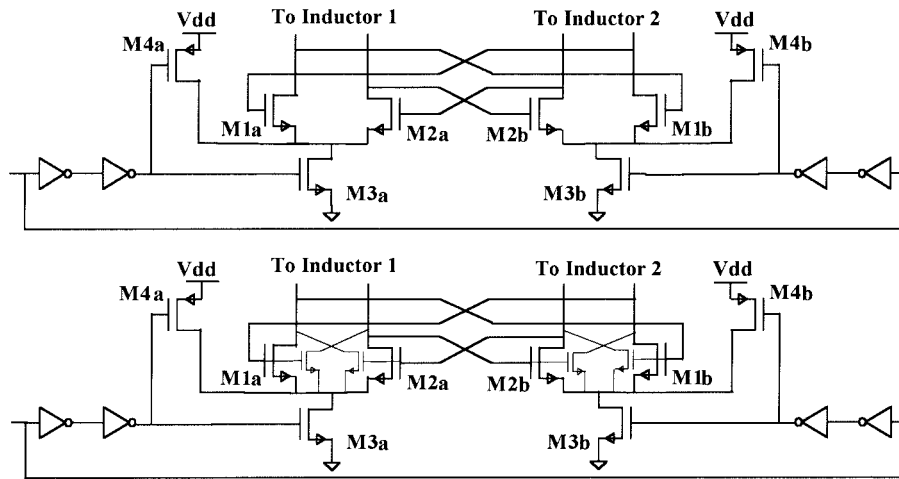 To Inductor 1 To Inductor 2
Vdd Vdd
M4a M4b
M1a M2a M2b M1b
M3a M3b
To Inductor 1 To Inductor 2
Vdd Vdd
M4a M4b
M1a M2a M2b M1b
M3a M3b